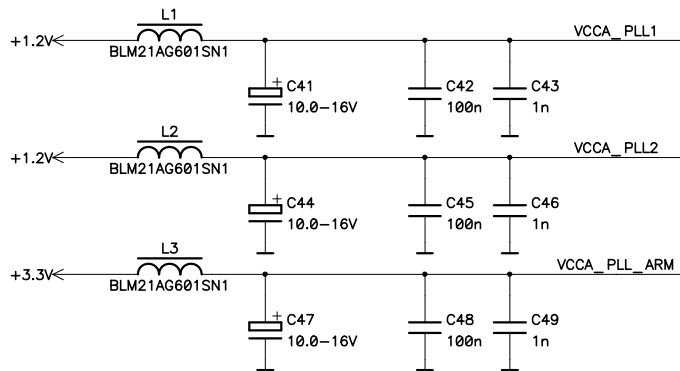 L1
+1.2V
BLM21AG601SN1
VCCA_PLL1
+
C41
10.0-16V
C42
100n
C43
1n
L2
+1.2V
BLM21AG601SN1
VCCA_PLL2
+
C44
10.0-16V
C45
100n
C46
1n
L3
+3.3V
BLM21AG601SN1
VCCA_PLL_ARM
+
C47
10.0-16V
C48
100n
C49
1n